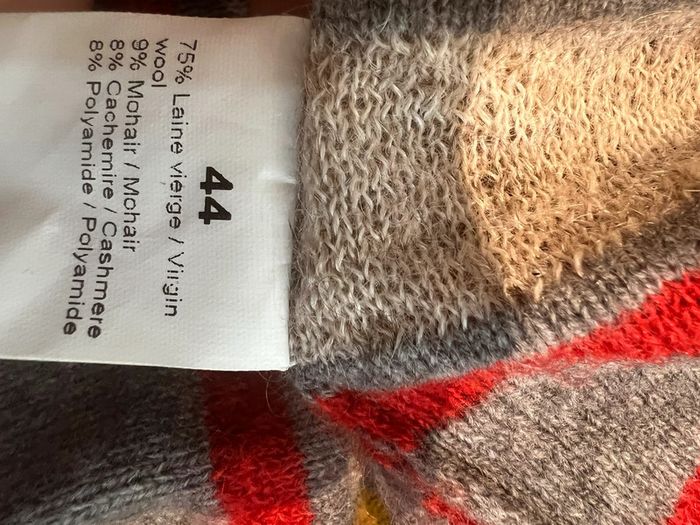 44
75% Laine vierge / Virgin
wool
9% Mohair / Mohair
8% Cachemire / Cashmere
8% Polyamide / Polyamide